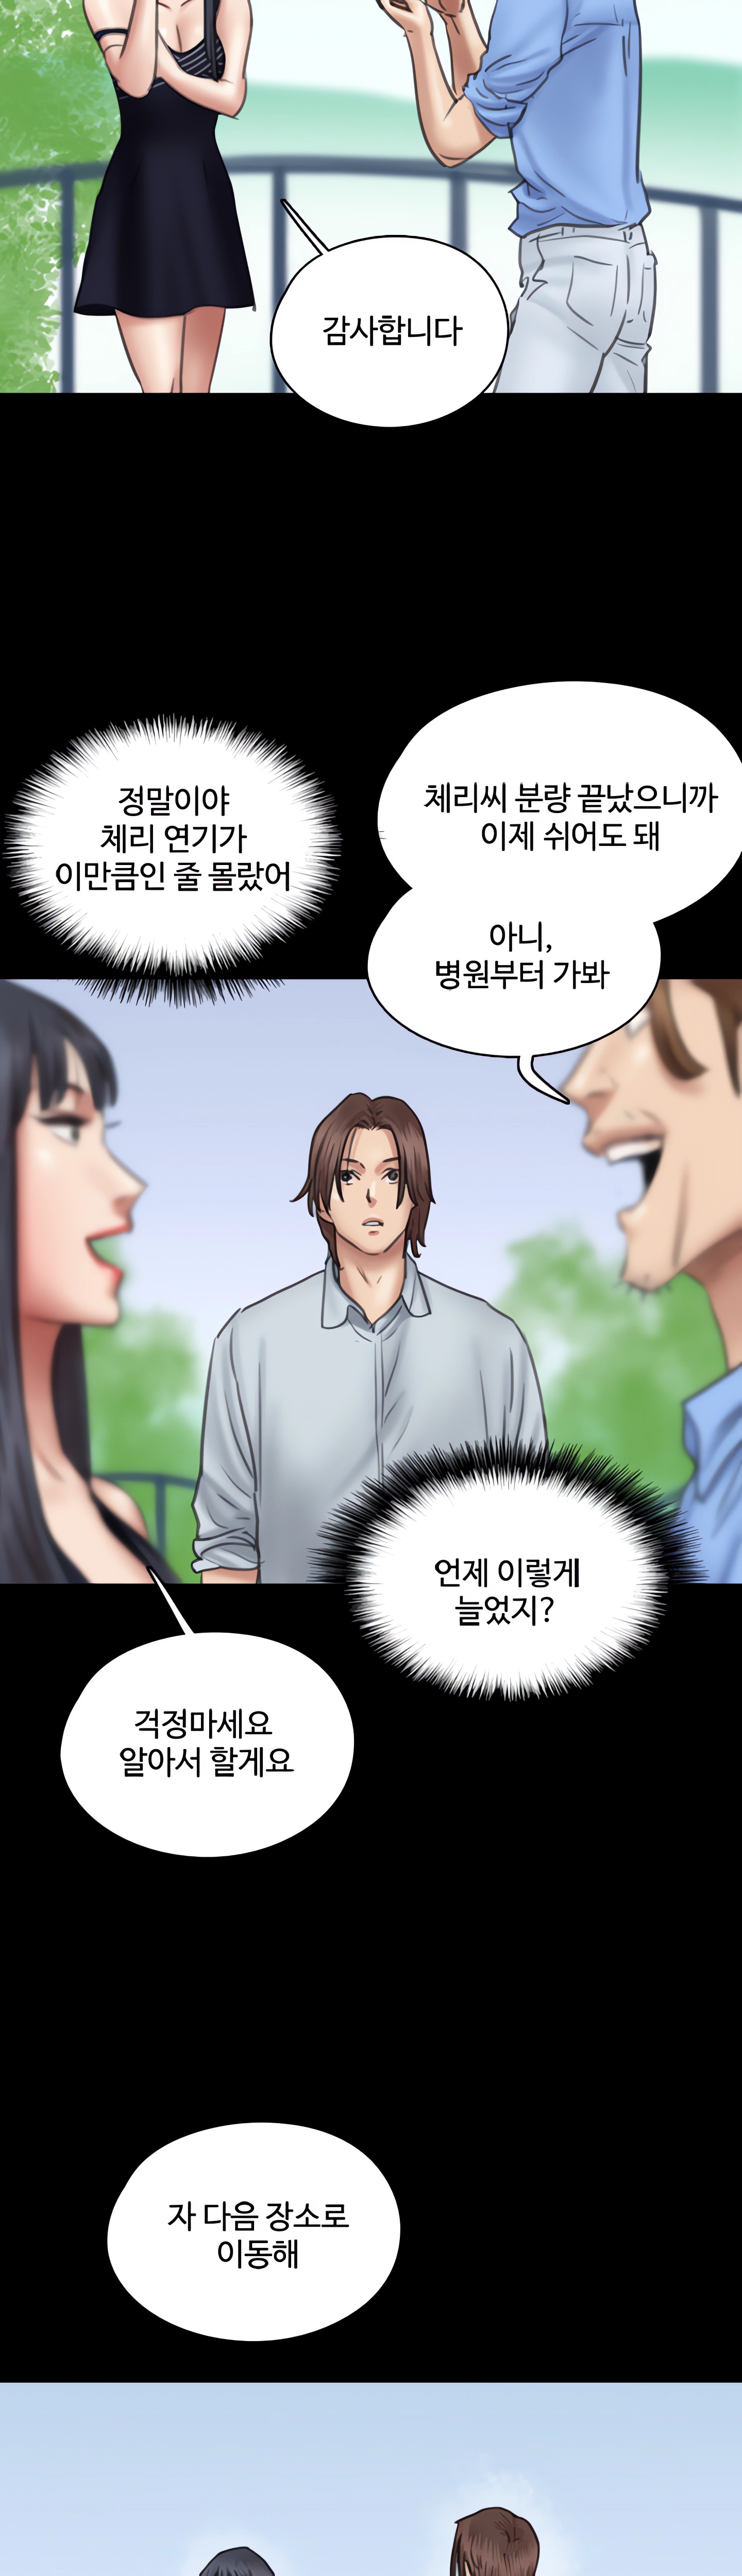 감사합니다
정말이야
체리 연기가
이만큼인 줄 몰랐어
체리씨 분량 끝났으니까
이제 쉬어도 돼
아니,
병원부터 가봐
언제 이렇게
늘었지?
걱정마세요
알아서 할게요
자 다음 장소로
이동해